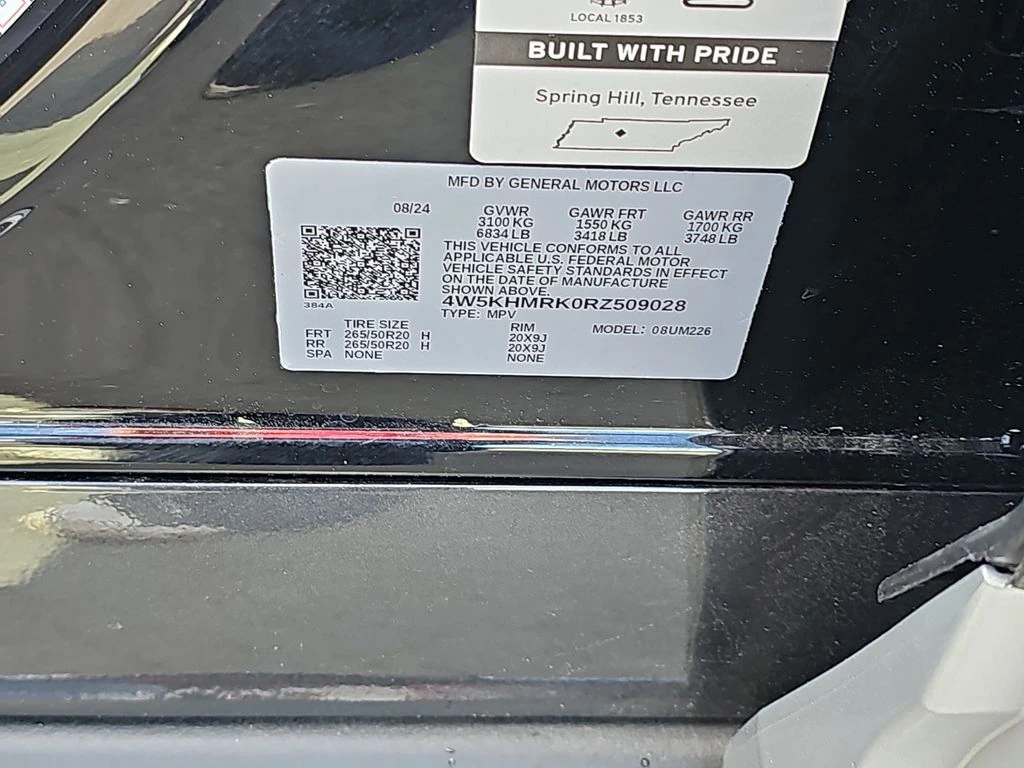 LOCAL 1853
BUILT WITH PRIDE
Spring Hill, Tennessee
MFD BY GENERAL MOTORS LLC
08/24 GVWR GAWR FRT GAWR RR
3100 KG 1550 KG 1700 KG
6834 LB 3418 LB 3748 LB
THIS VEHICLE CONFORMS TO ALL
APPLICABLE U.S. FEDERAL MOTOR
VEHICLE SAFETY STANDARDS IN EFFECT
ON THE DATE OF MANUFACTURE
SHOWN ABOVE.
384A
4W5KHMRK0RZ509028
TYPE: MPV MODEL: 08UM226
TIRE SIZE RIM
FRT 265/50R20 H 20X9J
RR 265/50R20 H 20X9J
SPA NONE NONE